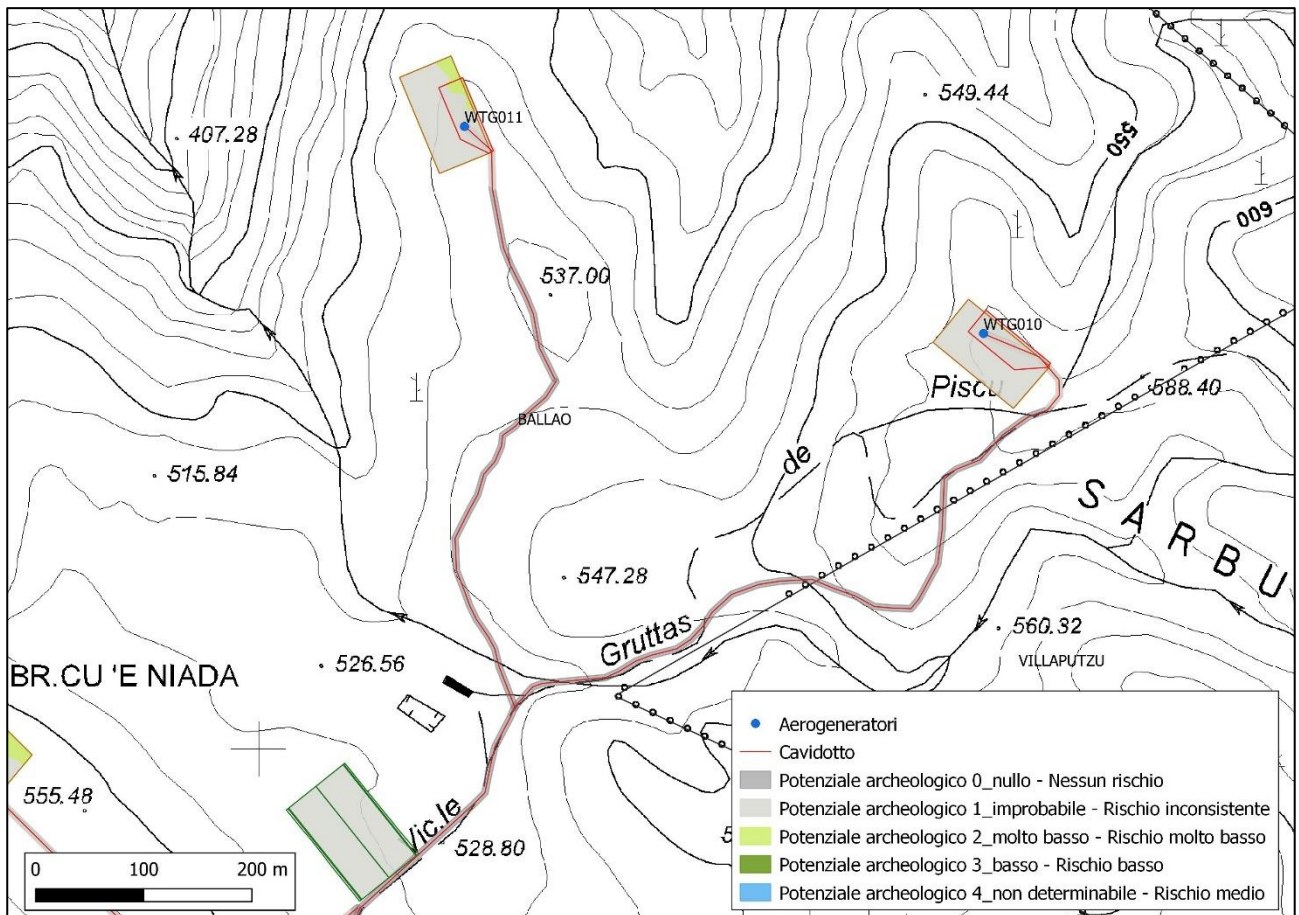 549.44
WTG011
407.28
550
600
537.00
WTG010
Piscu
588.40
BALLAO
de
515.84
SARBU
547.28
Gruttas
560.32
526.56
VILLAPUTZU
BR.CU 'E NIADA
Aerogeneratori
Cavidotto
Potenziale archeologico 0_nullo - Nessun rischio
555.48
Potenziale archeologico 1_improbabile - Rischio inconsistente
Vic.le
Potenziale archeologico 2_molto basso - Rischio molto basso
528.80
Potenziale archeologico 3_basso - Rischio basso
0 100 200 m
Potenziale archeologico 4_non determinabile - Rischio medio